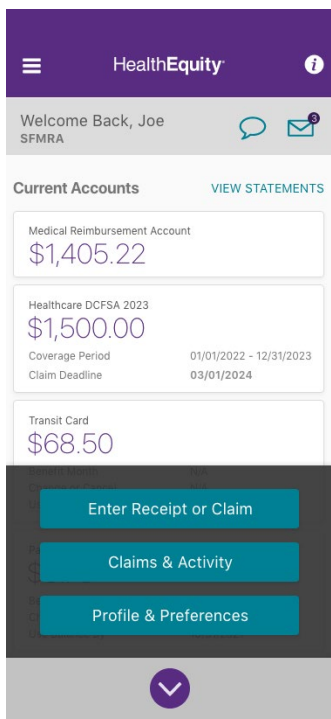 HealthEquity
i
Welcome Back, Joe
3
SFMRA
Current Accounts VIEW STATEMENTS
Medical Reimbursement Account
$1,405.22
Healthcare DCFSA 2023
$1,500.00
Coverage Period 01/01/2022 - 12/31/2023
Claim Deadline 03/01/2024
Transit Card
$68.50
Benefit Month N/A
Enter Receipt or Claim
Claims & Activity
Profile & Preferences